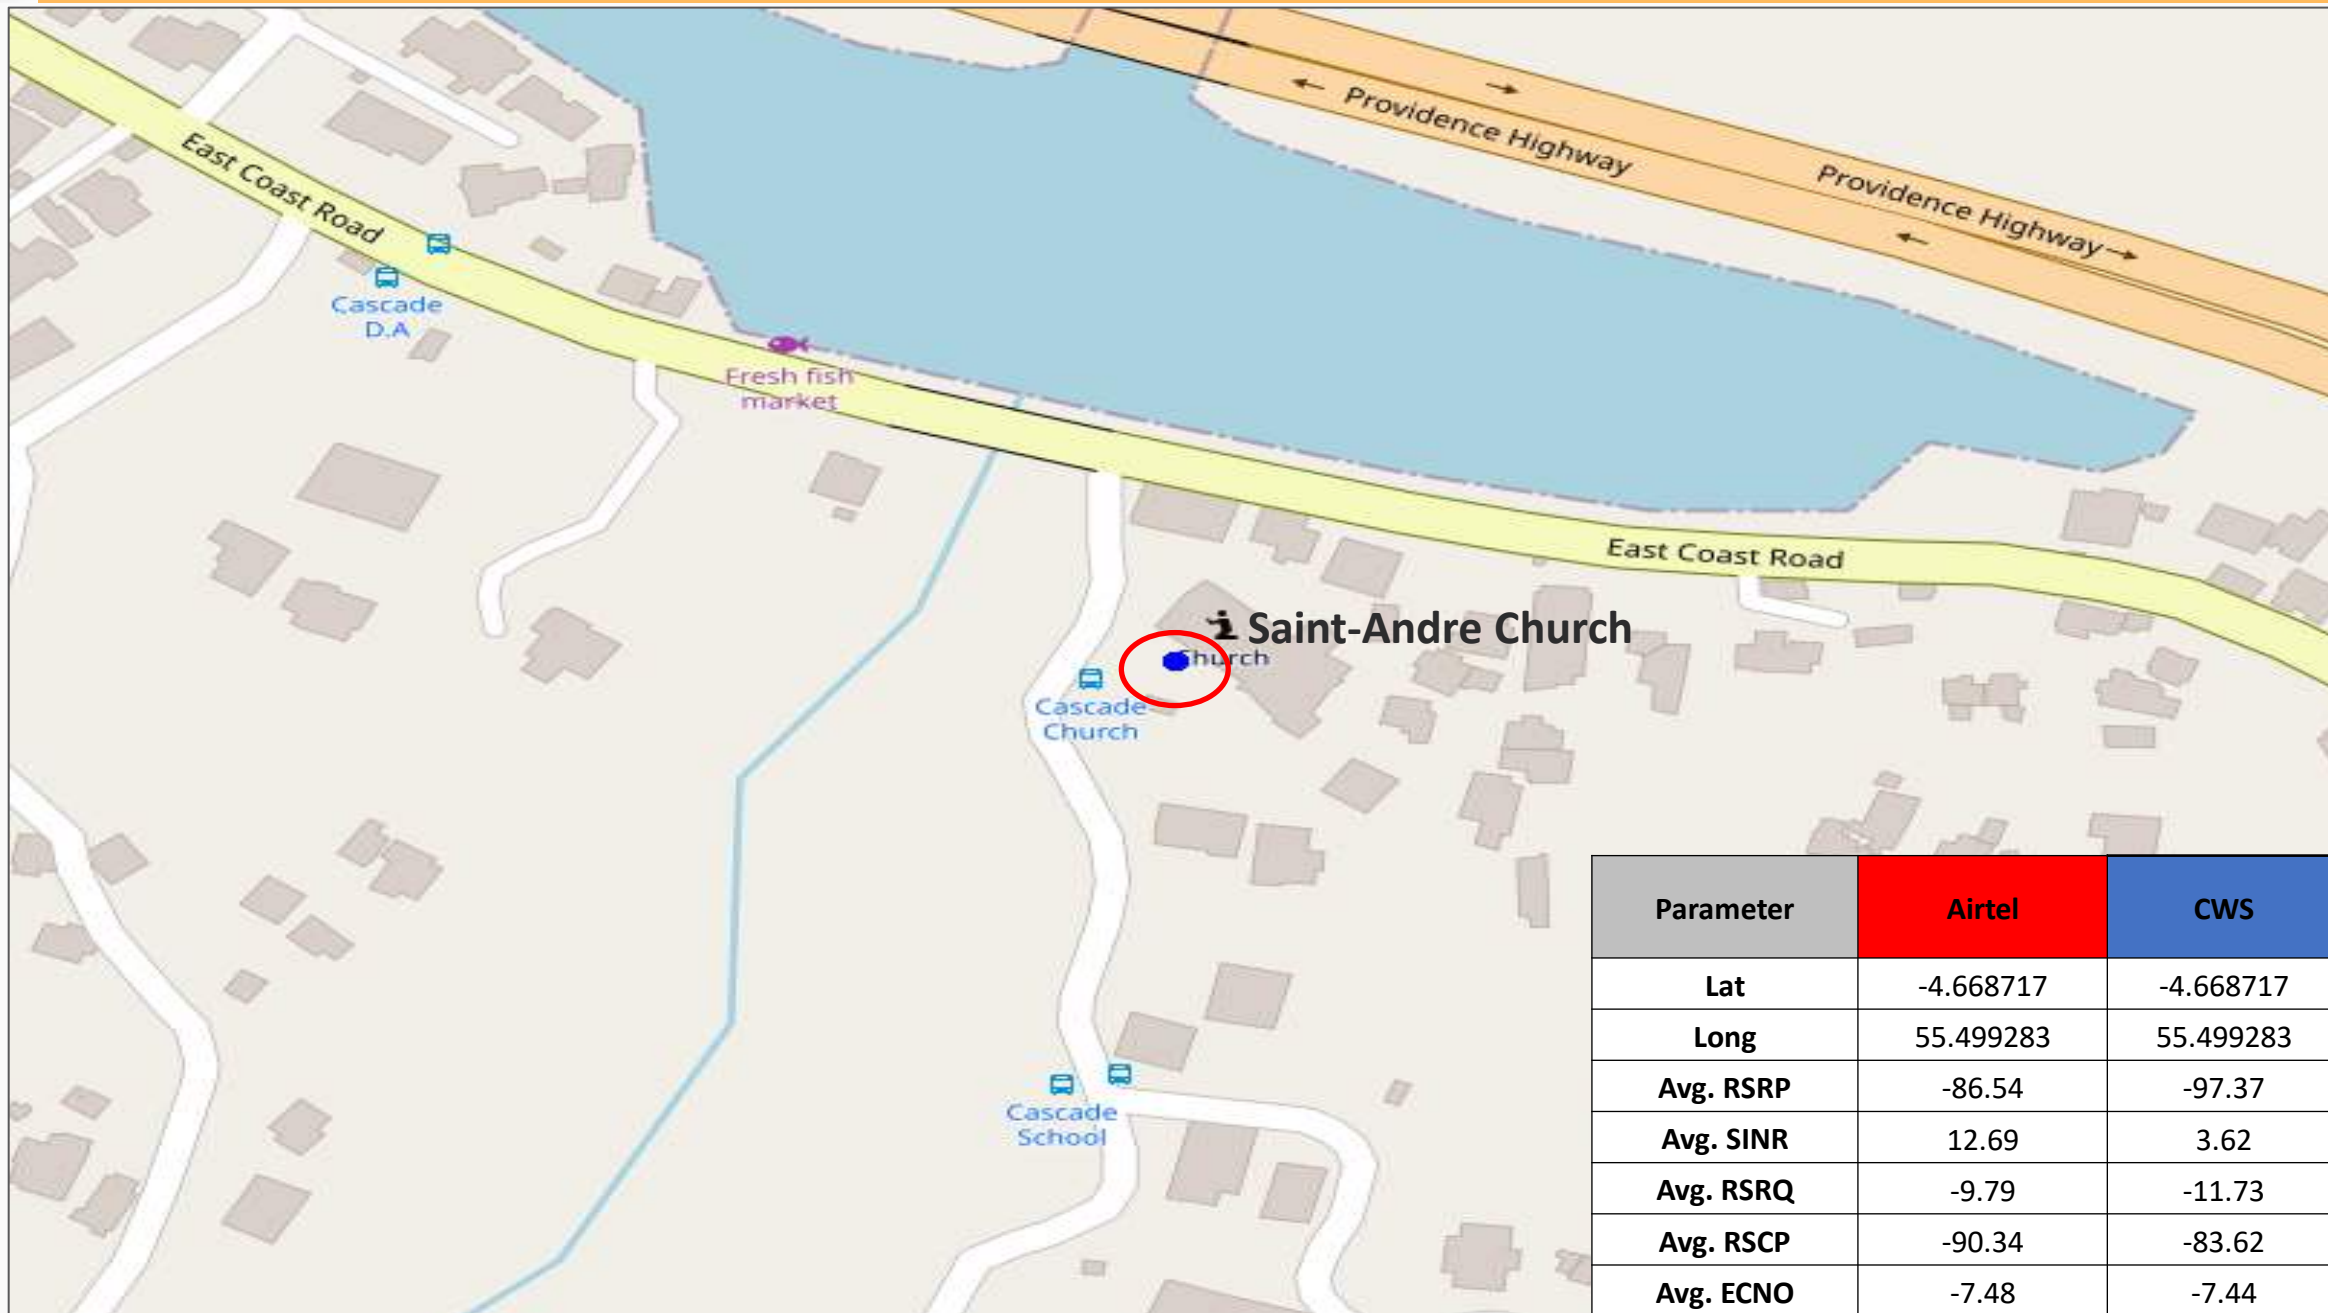 Providence Highway
Providence Highway
East Coast Road
Cascade
D.A
Fresh fish
market
East Coast Road
Saint-Andre Church
Church
Cascade
Church
Cascade
School
Parameter Airtel CWS
Lat -4.668717 -4.668717
Long 55.499283 55.499283
Avg. RSRP -86.54 -97.37
Avg. SINR 12.69 3.62
Avg. RSRQ -9.79 -11.73
Avg. RSCP -90.34 -83.62
Avg. ECNO -7.48 -7.44